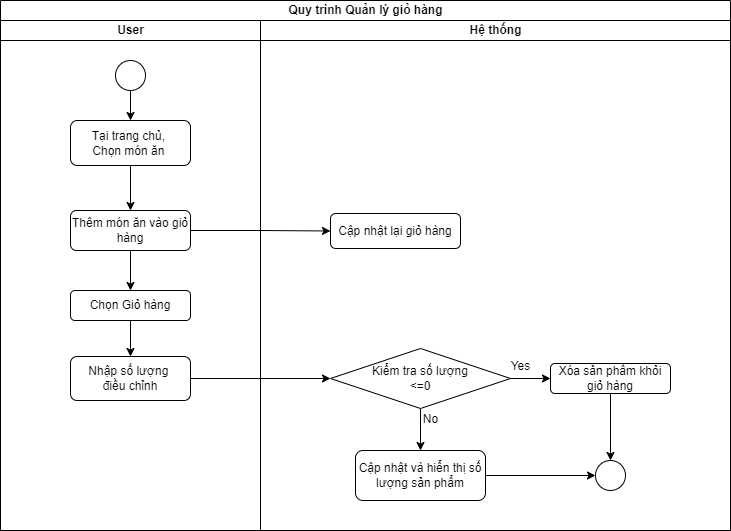 Quy trình Quản lý giỏ hàng
User
Hệ thống
Tại trang chủ,
Chọn món ăn
Thêm món ăn vào giỏ
hàng
Cập nhật lại giỏ hàng
Chọn Giỏ hàng
Nhập số lượng
điều chỉnh
Kiểm tra số lượng
<=0
Yes
Xóa sản phẩm khỏi
giỏ hàng
No
Cập nhật và hiển thị số
lượng sản phẩm